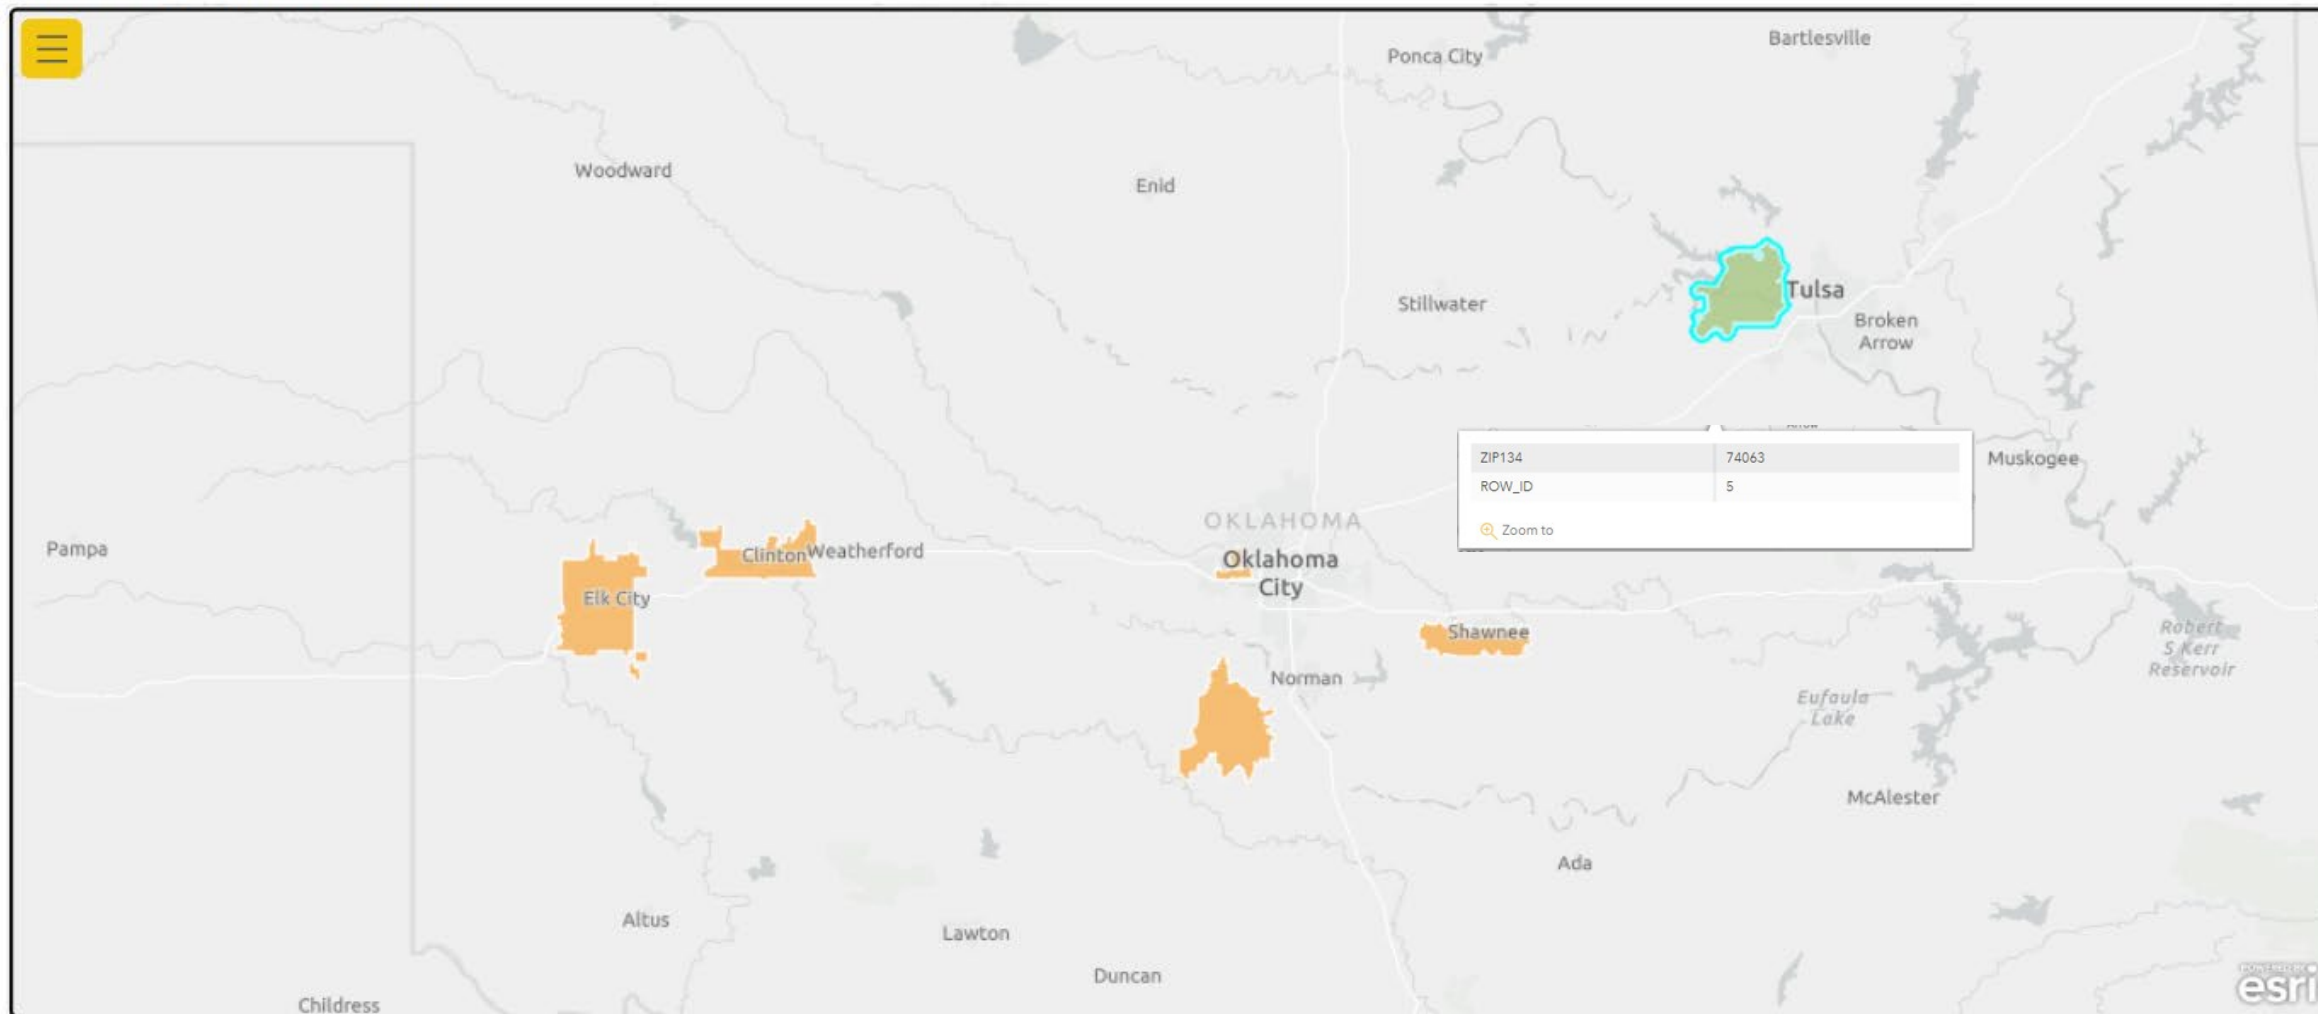 Bartlesville
Ponca City
Woodward
Enid
Tulsa
Stillwater
Broken
Arrow
ZIP134 74063
ROW_ID 5
Zoom to
Muskogee
OKLAHOMA
Pampa
Clinton
Weatherford
Oklahoma
City
Elk City
Shawnee
Robert
S Kerr
Reservoir
Norman
Eufaula
Lake
McAlester
Ada
Altus
Lawton
Duncan
Childress
POWERED BY
esri